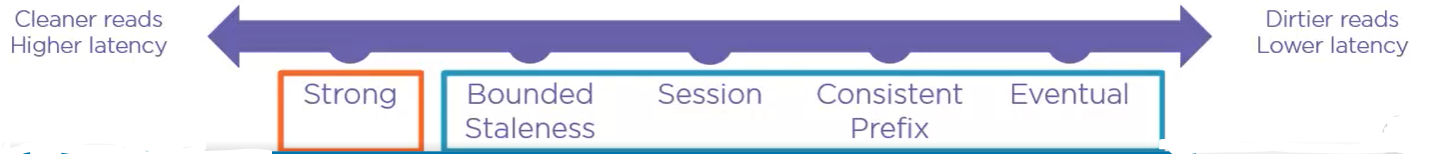 Cleaner reads
Higher latency
Dirtier reads
Lower latency
Strong
Bounded
Staleness
Session
Consistent
Prefix
Eventual